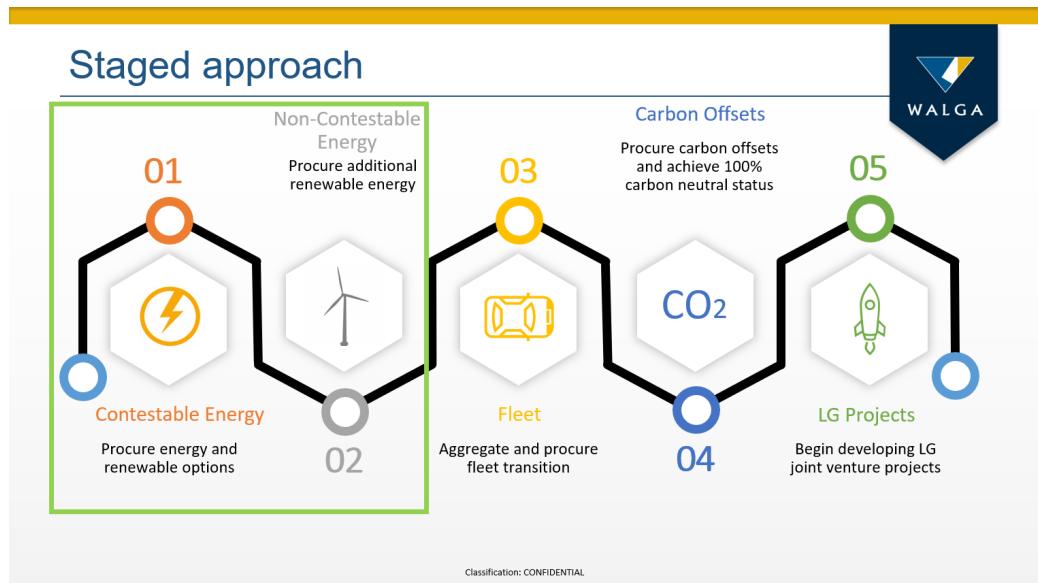 Staged approach
WALGA
01
Contestable Energy
Procure energy and
renewable options
Non-Contestable
Energy
Procure additional
renewable energy
02
03
Fleet
Aggregate and procure
fleet transition
Carbon Offsets
Procure carbon offsets
and achieve 100%
carbon neutral status
CO2
04
05
LG Projects
Begin developing LG
joint venture projects
Classification: CONFIDENTIAL